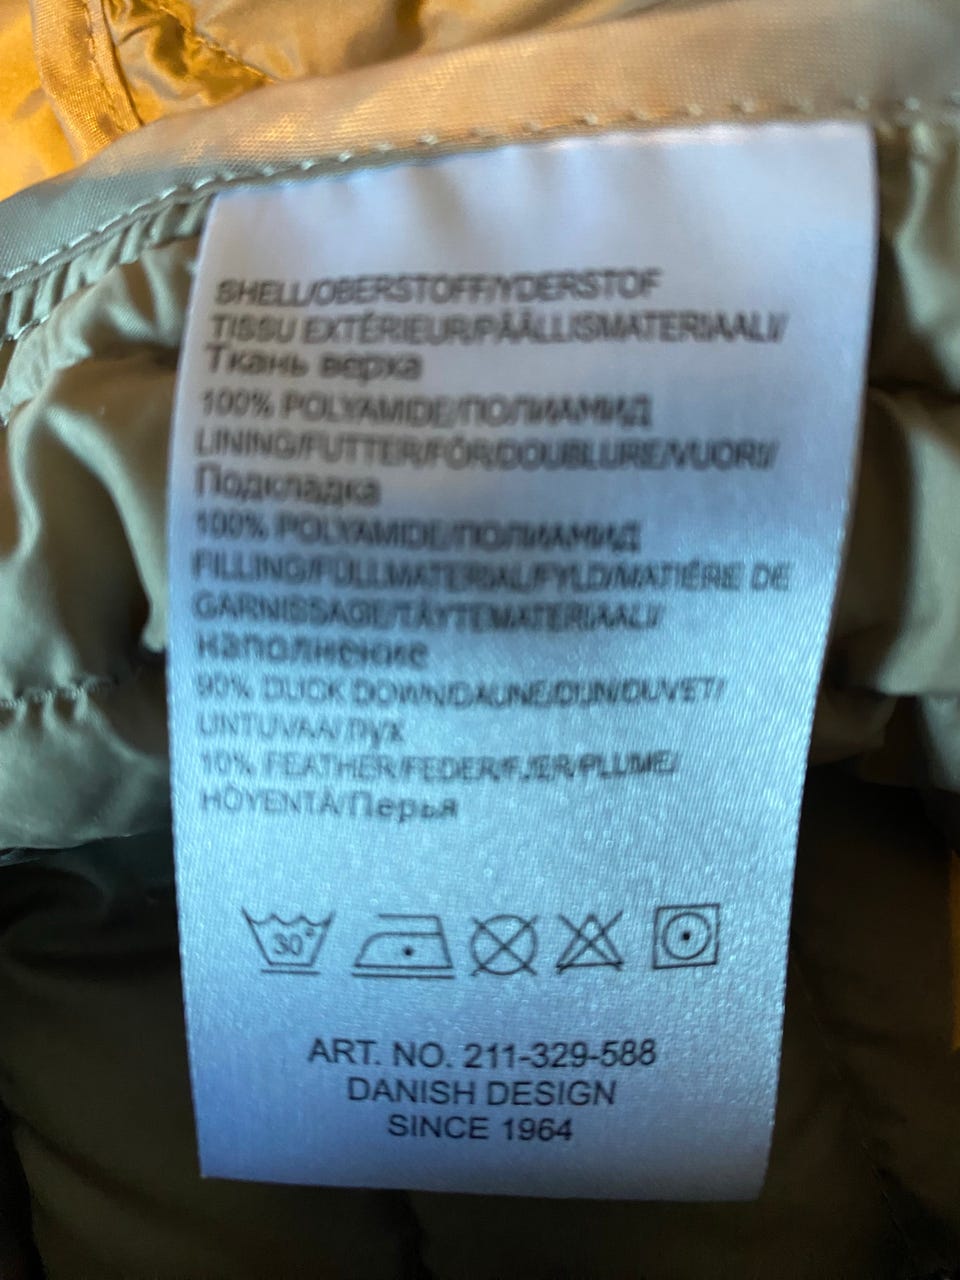 SHELL/OBERSTOFF/YDERSTOF
TISSU EXTÉRIEUR/PÄÄLLISMATERIAALI/
Ткань верха
100% POLYAMIDE/ПОЛИАМИД
LINING/FUTTER/FÓR/DOUBLURE/VUORI/
Подкладка
100% POLYAMIDE/ПОЛИАМИД
FILLING/FÜLLMATERIAL/FYLD/MATIÉRE DE
GARNISSAGE/TÄYTEMATERIAALI/
наполнение
90% DUCK DOWN/DAUNE/DUN/DUVET/
UNTUVAA/пух
10% FEATHER/FEDER/FJER/PLUME/
HÖYENTÄ/Перья
30°
ART. NO. 211-329-588
DANISH DESIGN
SINCE 1964